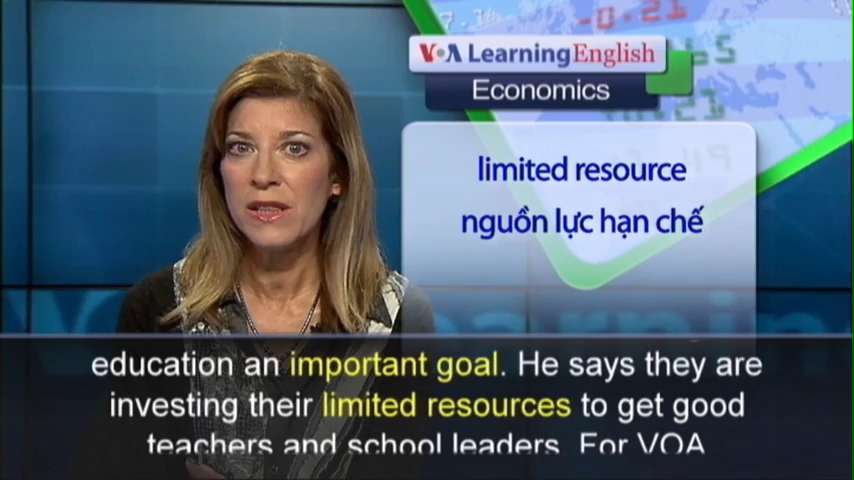 VOA Learning English
Economics
limited resource
nguồn lực hạn chế
education an important goal. He says they are
investing their limited resources to get good
teachers and school leaders. For VOA